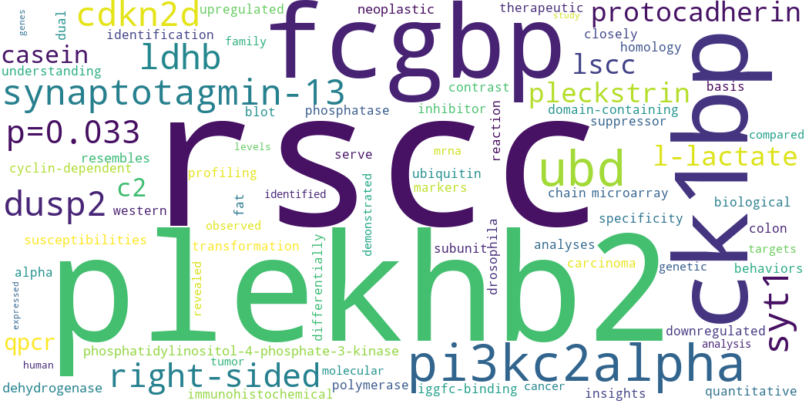 genes
dual
cdkn2d
upregulated
neoplastic
therapeutic
study
protocadherin
identification
family
fcgbp
closely
homology
casein
ldhb
understanding
contrast
lscc
basis
synaptotagmin-13
blot
phosphatase
inhibitor
pleckstrin
domain-containing
suppressor
ck1bp
p=0.033
rscc
reaction
compared
resembles
levels
mrna
serve
ubd
l-lactate
cyclin-dependent
profiling
identified
ubiquitin
markers
c2
chain
microarray
dusp2
western
fat
demonstrated
specificity
biological
observed
drosophila
colon
susceptibilities
transformation
subunit
analyses
targets
alpha
revealed
differentially
plekhb2
carcinoma
genetic
behaviors
expressed
syt1
qpcr
downregulated
phosphatidylinositol-4-phosphate-3-kinase
pi3kc2alpha
analysis
human
right-sided
tumor
molecular
dehydrogenase
polymerase
immunohistochemical
iggfc-binding
cancer
insights
quantitative